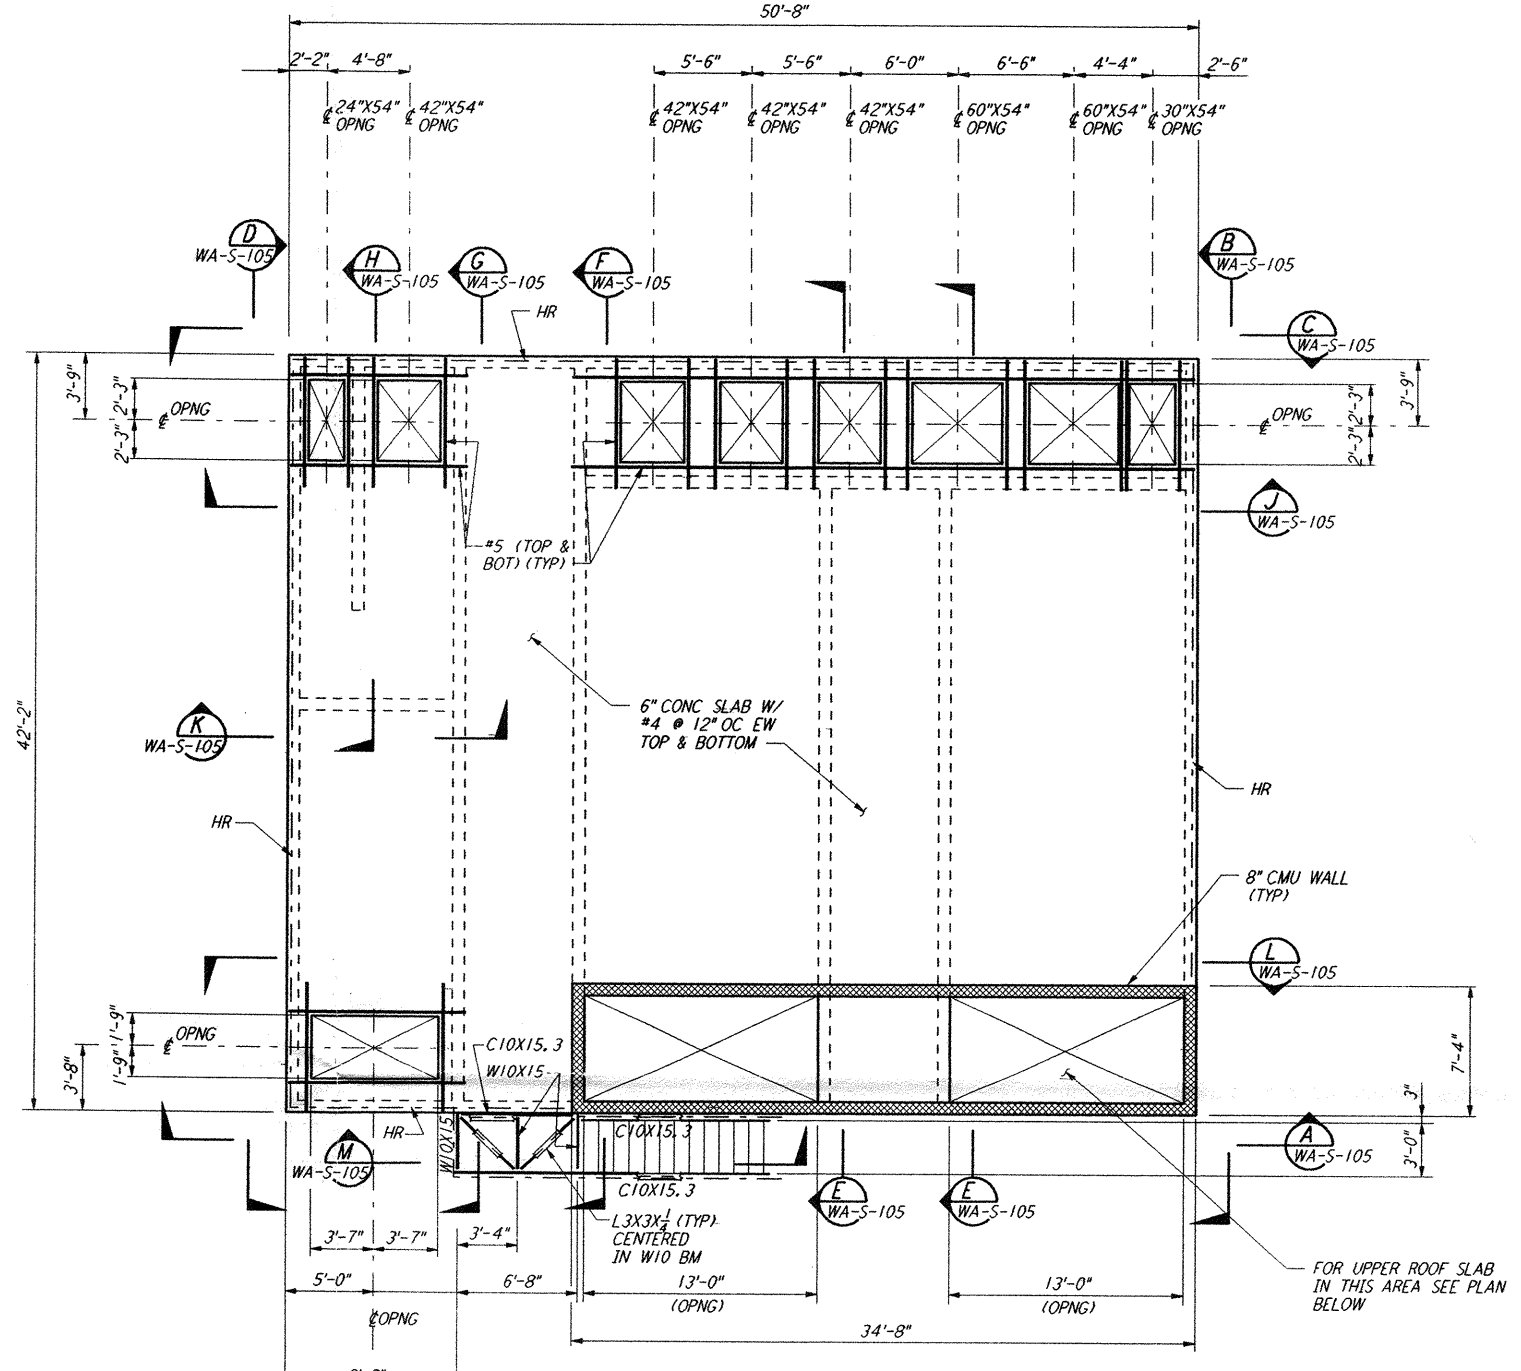 50'-8"
2'-2" 4'-8" 5'-6" 5'-6" 6'-0" 6'-6" 4'-4" 2'-6"
℄ 24"X54" OPNG
℄ 42"X54" OPNG
℄ 42"X54" OPNG
℄ 42"X54" OPNG
℄ 42"X54" OPNG
℄ 60"X54" OPNG
℄ 60"X54" OPNG
℄ 30"X54" OPNG
D
WA-S-105
H
WA-S-105
G
WA-S-105
F
WA-S-105
B
WA-S-105
C
WA-S-105
HR
3'-9"
2'-3"
2'-3"
℄ OPNG
℄ OPNG
2'-3"
2'-3"
3'-9"
J
WA-S-105
#5 (TOP &
BOT) (TYP)
6" CONC SLAB W/
#4 @ 12" OC EW
TOP & BOTTOM
42'-2"
K
WA-S-105
HR
HR
8" CMU WALL
(TYP)
L
WA-S-105
℄ OPNG
1'-9"
1'-9"
3'-8"
C10X15.3
W10X15
7'-4"
3"
3'-0"
HR
W10X15
C10X15.3
M
WA-S-105
A
WA-S-105
C10X15.3
E
WA-S-105
E
WA-S-105
L3X3X1/4 (TYP)
CENTERED
IN W10 BM
3'-7" 3'-7" 3'-4"
5'-0" 6'-8" 13'-0" 13'-0"
(OPNG) (OPNG)
℄ OPNG
34'-8"
FOR UPPER ROOF SLAB
IN THIS AREA SEE PLAN
BELOW